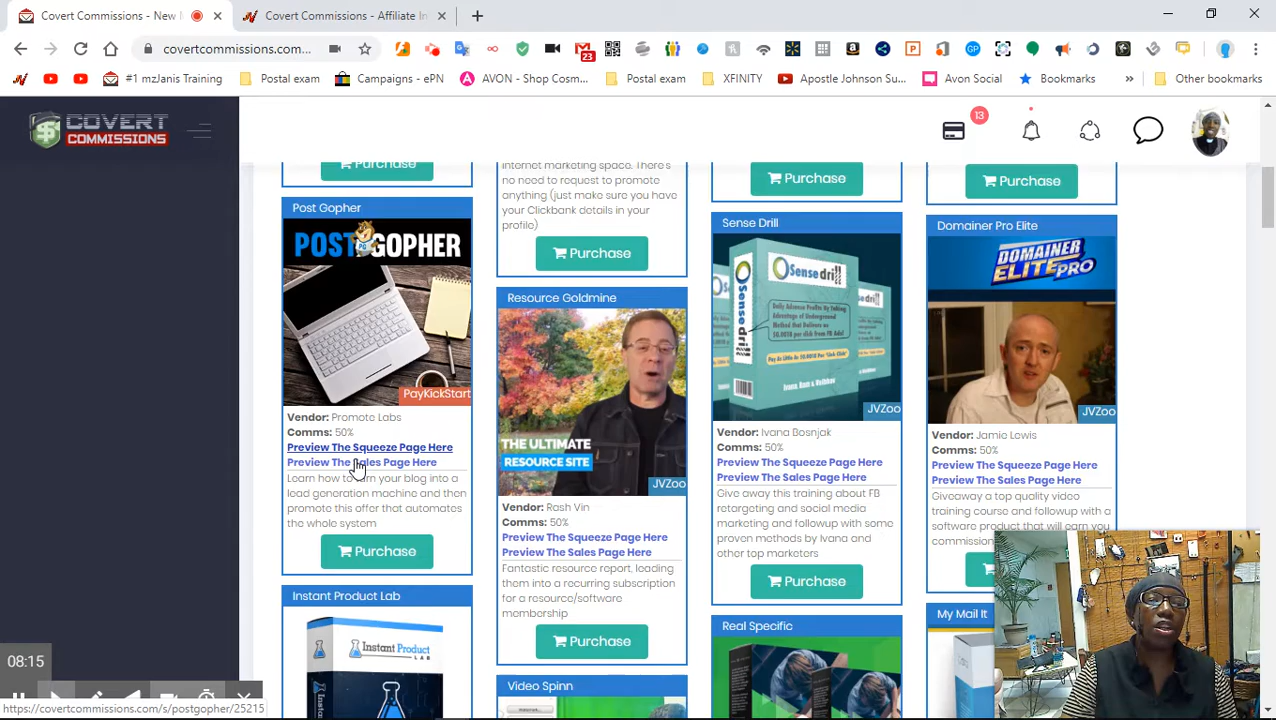 Covert Commissions - New M
Covert Commissions - Affiliate In
covertcommissions.com...
23
#1 mzJanis Training
Postal exam
Campaigns - ePN
AVON - Shop Cosm...
Postal exam
XFINITY
Apostle Johnson Su...
Avon Social
Bookmarks
»
Other bookmarks
COVERT
COMMISSIONS
13
Purchase
Post Gopher
POST GOPHER
PG
PayKickStart
Vendor: Promote Labs
Comms: 50%
Preview The Squeeze Page Here
Preview The Sales Page Here
Learn how to turn your blog into a
lead generation machine and then
promote this offer that automates
the whole system
Purchase
Instant Product Lab
Instant Product
LAB
internet marketing space. There's
no need to request to promote
anything (just make sure you have
your Clickbank details in your
profile)
Purchase
Resource Goldmine
THE ULTIMATE
RESOURCE SITE
JVZoo
Vendor: Rash Vin
Comms: 50%
Preview The Squeeze Page Here
Preview The Sales Page Here
Fantastic resource report, leading
them into a recurring subscription
for a resource/software
membership
Purchase
Video Spinn
Purchase
Sense Drill
Sense drill
JVZoo
Vendor: Ivana Bosnjak
Comms: 50%
Preview The Squeeze Page Here
Preview The Sales Page Here
Give away this training about FB
retargeting and social media
marketing and followup with some
proven methods by Ivana and
other top marketers
Purchase
Real Specific
Purchase
Domainer Pro Elite
DOMAINER
ELITE PRO
JVZoo
Vendor: Jamie Lewis
Comms: 50%
Preview The Squeeze Page Here
Preview The Sales Page Here
Giveaway a top quality video
training course and followup with a
software product that will earn you
commission
My Mail It
08:15
https://covertcommissions.com/s/postgopher/25215